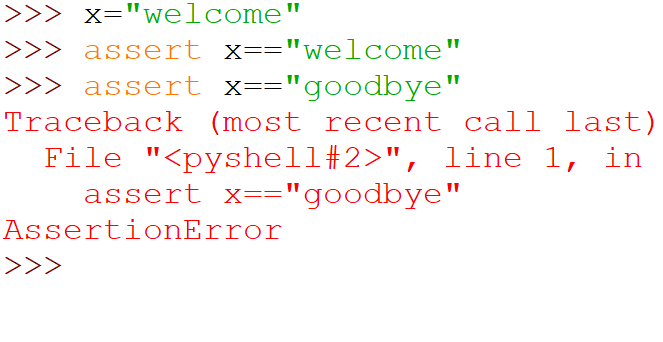 >>> x="welcome"
>>> assert x=="welcome"
>>> assert x=="goodbye"
Traceback (most recent call last)
  File "<pyshell#2>", line 1, in
    assert x=="goodbye"
AssertionError
>>>